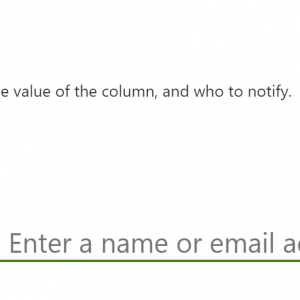 e value of the column, and who to notify.
Enter a name or email a